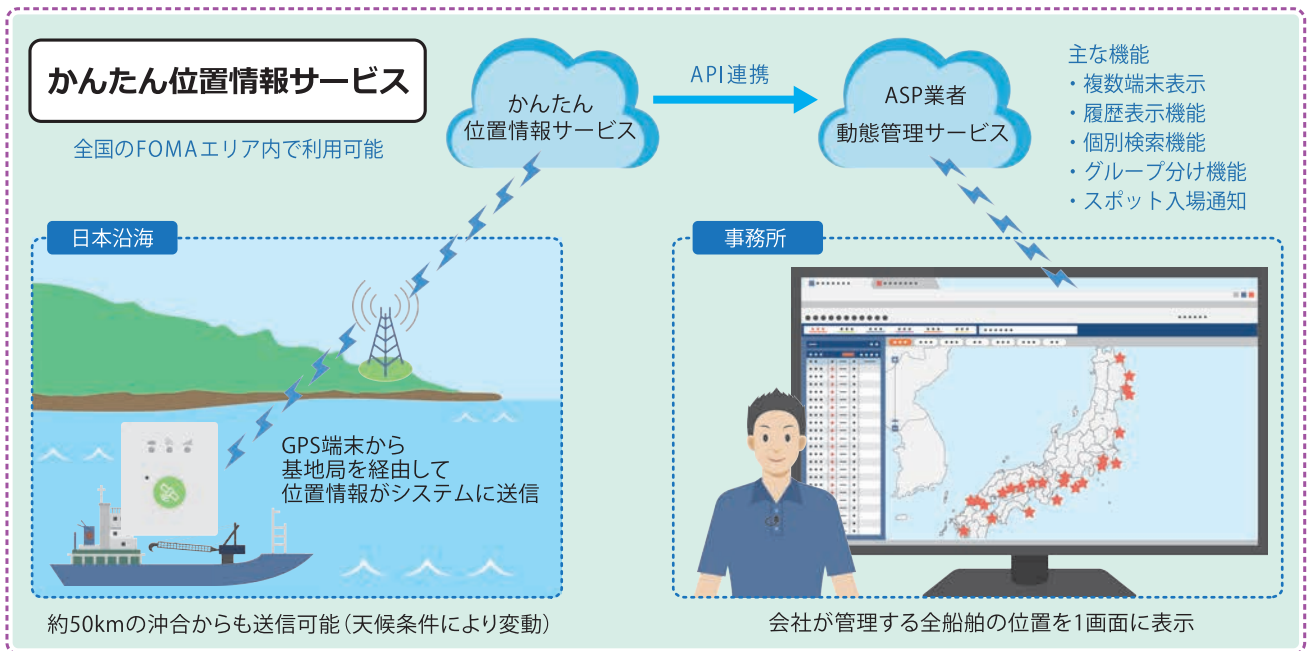 かんたん位置情報サービス
全国のFOMAエリア内で利用可能
かんたん
位置情報サービス
API連携
ASP業者
動態管理サービス
主な機能
・複数端末表示
・履歴表示機能
・個別検索機能
・グループ分け機能
・スポット入場通知
日本沿海
GPS端末から
基地局を経由して
位置情報がシステムに送信
約50kmの沖合からも送信可能（天候条件により変動）
事務所
会社が管理する全船舶の位置を1画面に表示